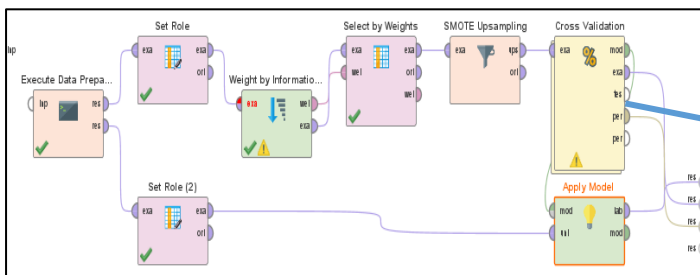 Set Role
Select by Weights
SMOTE Upsampling
Cross Validation
inp
exa
exa
ori
exa
exa
wei
ori
wei
exa
ups
ori
exa
mod
exa
tes
per
per
Execute Data Prepa...
Weight by Informatio...
inp
res
res
exa
wei
exa
Set Role (2)
Apply Model
exa
exa
ori
mod
unl
lab
mod
res
res
res
res